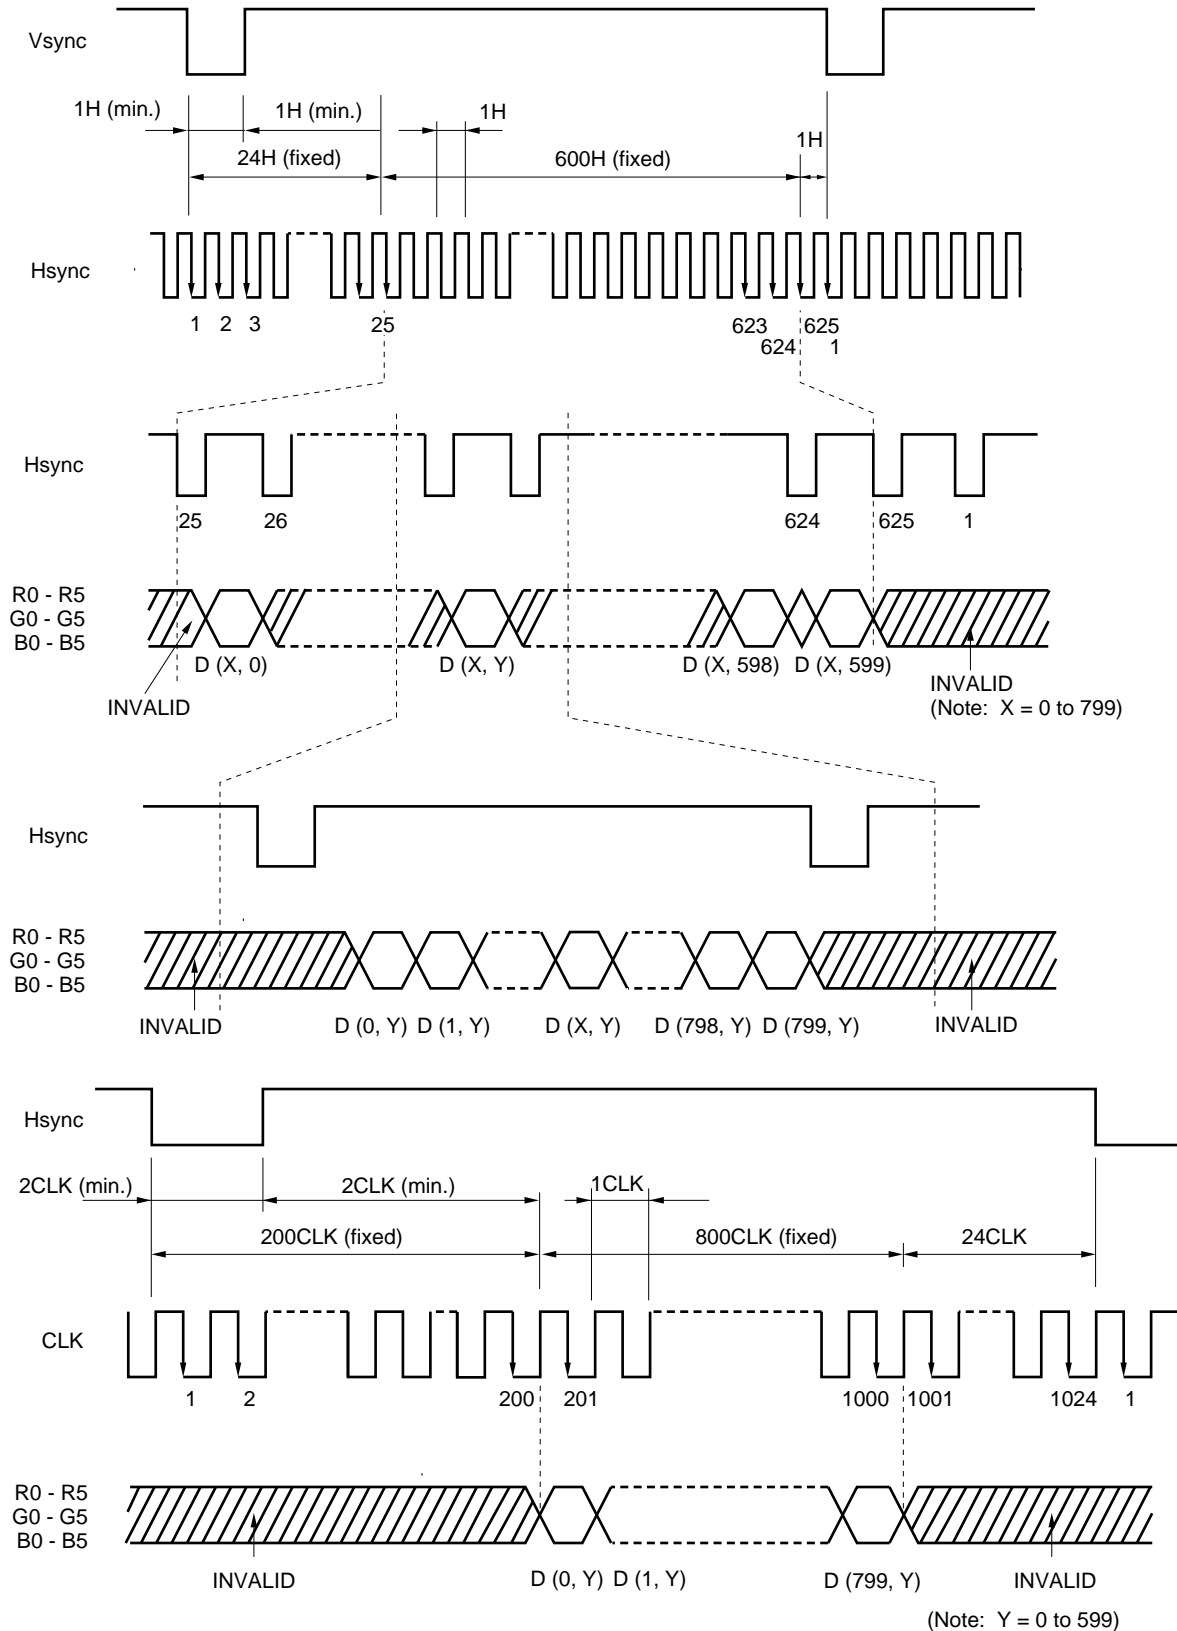 Vsync
1H (min.) 1H (min.) 1H
1H
24H (fixed) 600H (fixed)
Hsync
1 2 3 25 623 625
624 1
Hsync
25 26 624 625 1
R0 - R5
G0 - G5
B0 - B5
D (X, 0) D (X, Y) D (X, 598) D (X, 599)
INVALID
INVALID
(Note: X = 0 to 799)
Hsync
R0 - R5
G0 - G5
B0 - B5
INVALID D (0, Y) D (1, Y) D (X, Y) D (798, Y) D (799, Y) INVALID
Hsync
2CLK (min.) 2CLK (min.) 1CLK
200CLK (fixed) 800CLK (fixed) 24CLK
CLK
1 2 200 201 1000 1001 1024 1
R0 - R5
G0 - G5
B0 - B5
INVALID D (0, Y) D (1, Y) D (799, Y) INVALID
(Note: Y = 0 to 599)